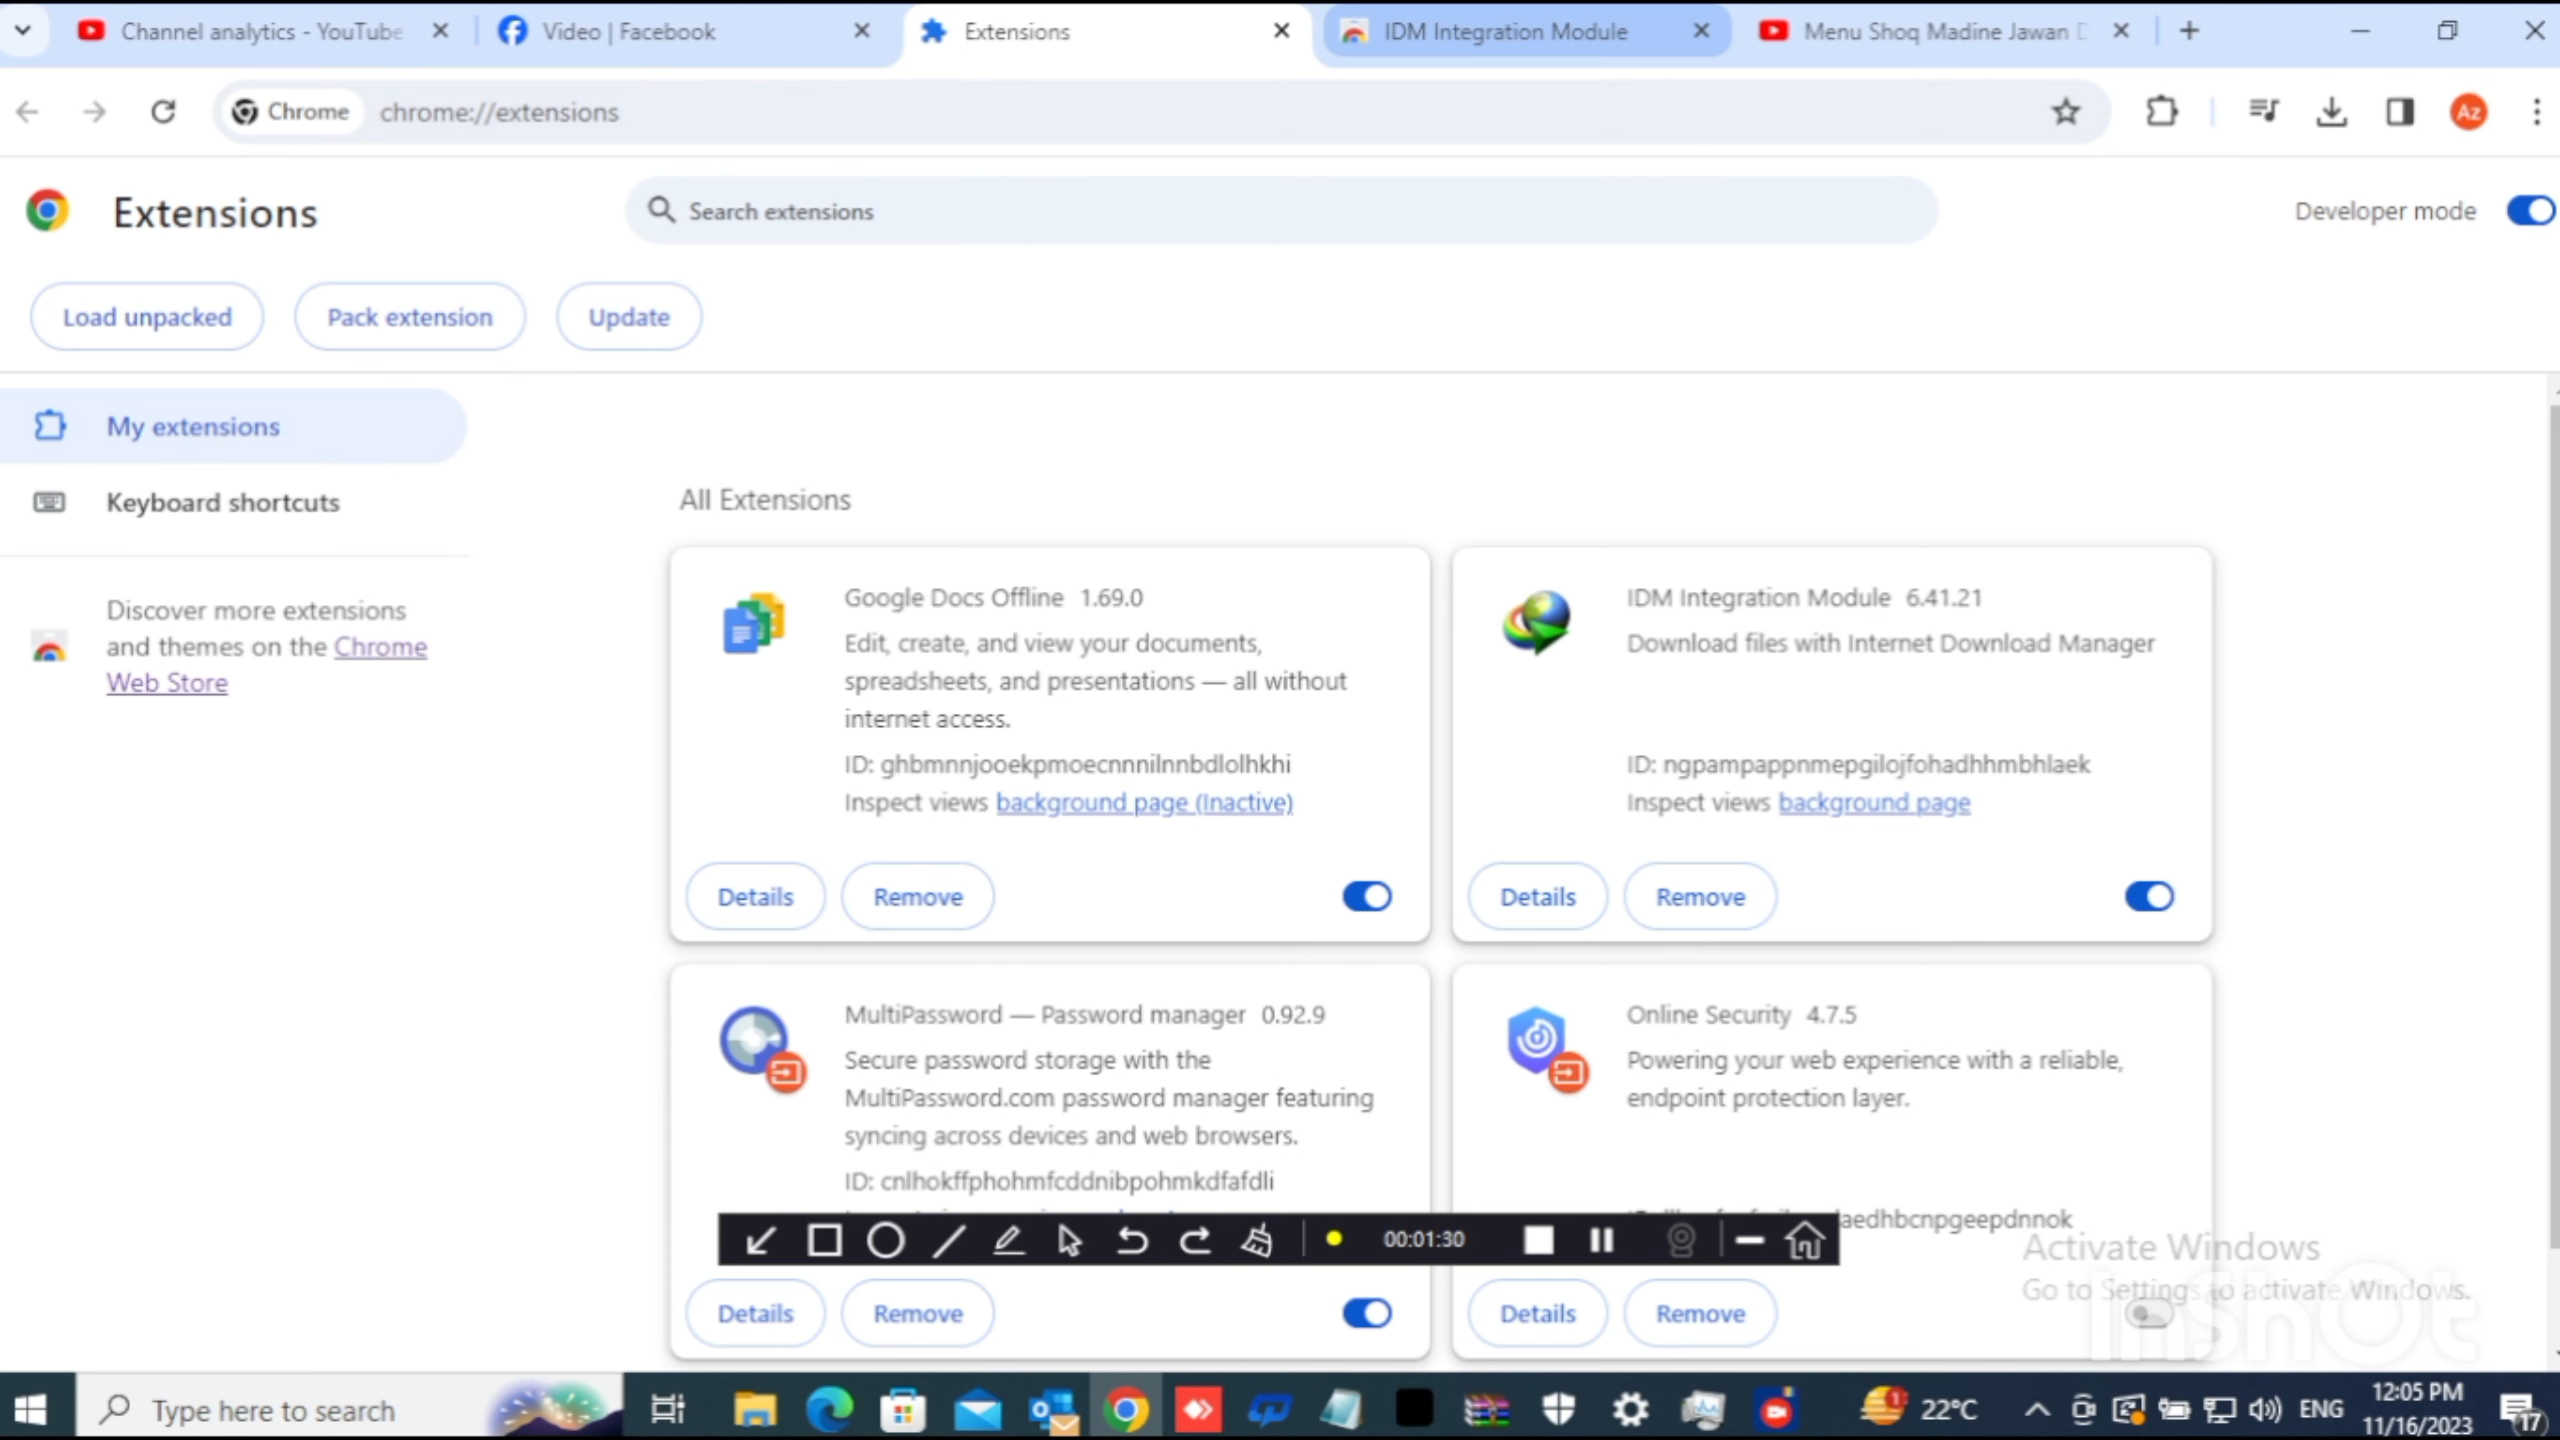 Channel analytics - YouTube
Video | Facebook
Extensions
IDM Integration Module
Menu Shoq Madine Jawan D
Chrome
chrome://extensions
Az
Extensions
Search extensions
Developer mode
Load unpacked
Pack extension
Update
My extensions
Keyboard shortcuts
Discover more extensions
and themes on the Chrome
Web Store
All Extensions
Google Docs Offline 1.69.0
Edit, create, and view your documents,
spreadsheets, and presentations — all without
internet access.
ID: ghbmnnjooekpmoecnnnilnnbdlolhkhi
Inspect views background page (Inactive)
Details
Remove
IDM Integration Module 6.41.21
Download files with Internet Download Manager
ID: ngpampappnmepgilojfohadhhmbhlaek
Inspect views background page
Details
Remove
MultiPassword — Password manager 0.92.9
Secure password storage with the
MultiPassword.com password manager featuring
syncing across devices and web browsers.
ID: cnlhokffphohmfcddnibpohmkdfafdli
Details
Remove
Online Security 4.7.5
Powering your web experience with a reliable,
endpoint protection layer.
aedhbcnpgeepdnnok
Details
Remove
00:01:30
Activate Windows
Go to Settings to activate Windows.
InShOt
Type here to search
1
22°C
ENG
12:05 PM
11/16/2023
17